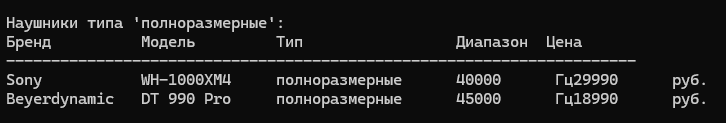 Наушники типа 'полноразмерные':
Бренд Модель Тип Диапазон Цена
----------------------------------------------------------------------
Sony WH-1000XM4 полноразмерные 40000 Гц29990 руб.
Beyerdynamic DT 990 Pro полноразмерные 45000 Гц18990 руб.